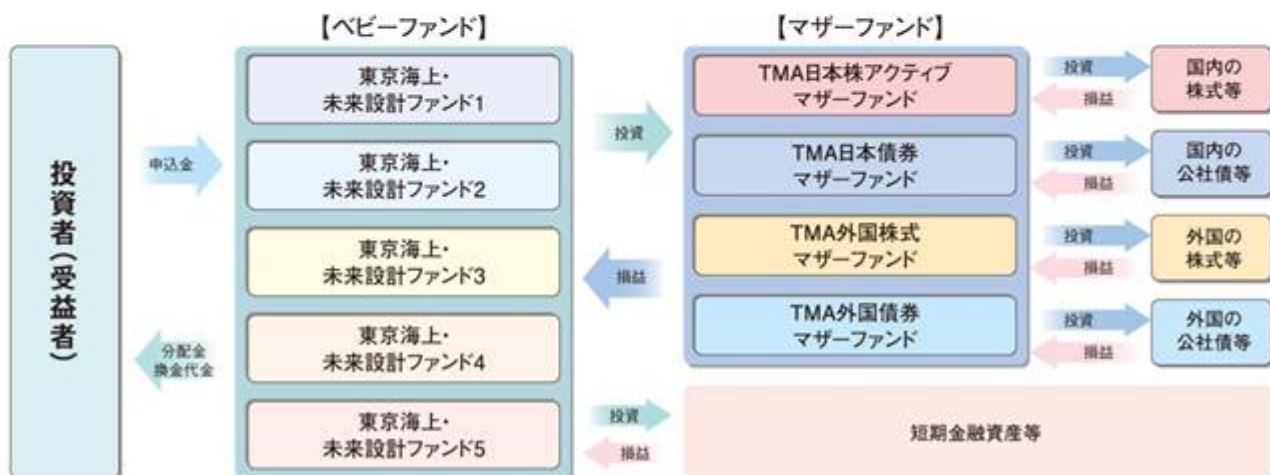 【ベビーファンド】
【マザーファンド】
投資者(受益者)
申込金
分配金
換金代金
東京海上・
未来設計ファンド1
東京海上・
未来設計ファンド2
東京海上・
未来設計ファンド3
東京海上・
未来設計ファンド4
東京海上・
未来設計ファンド5
投資
損益
投資
損益
TMA日本株アクティブ
マザーファンド
TMA日本債券
マザーファンド
TMA外国株式
マザーファンド
TMA外国債券
マザーファンド
投資
損益
国内の
株式等
投資
損益
国内の
公社債等
投資
損益
外国の
株式等
投資
損益
外国の
公社債等
短期金融資産等